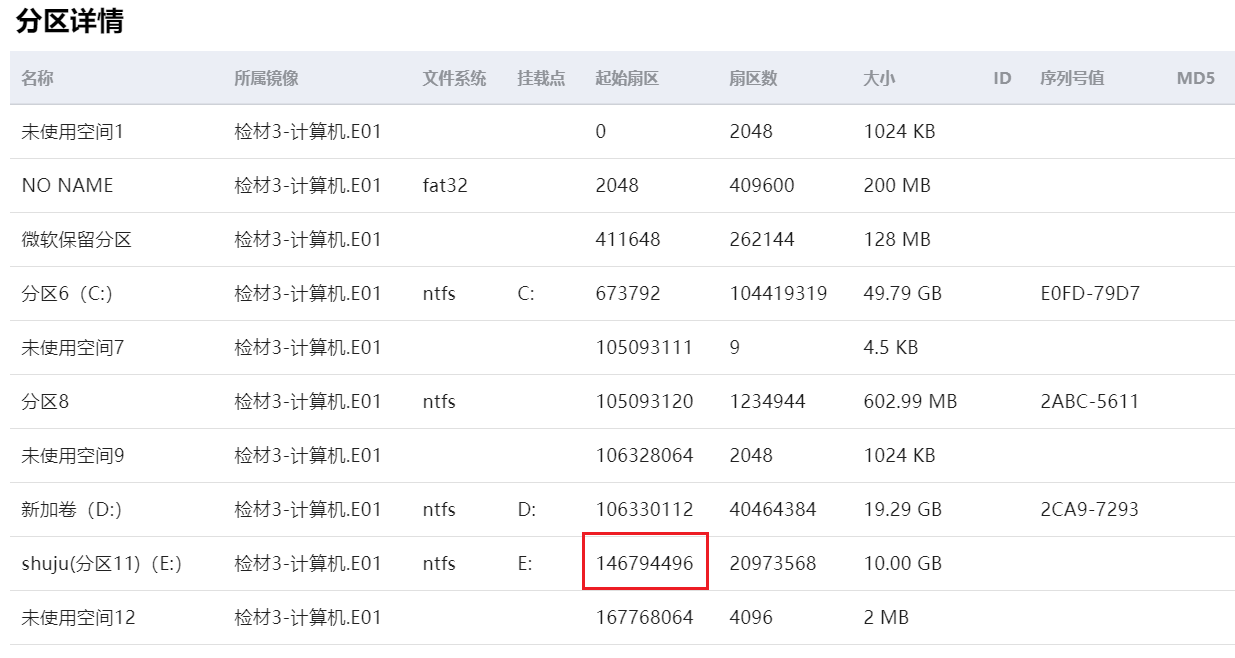 分区详情
名称 所属镜像 文件系统 挂载点 起始扇区 扇区数 大小 ID 序列号值 MD5
未使用空间1 检材3-计算机.E01 0 2048 1024 KB
NO NAME 检材3-计算机.E01 fat32 2048 409600 200 MB
微软保留分区 检材3-计算机.E01 411648 262144 128 MB
分区6（C:） 检材3-计算机.E01 ntfs C: 673792 104419319 49.79 GB E0FD-79D7
未使用空间7 检材3-计算机.E01 105093111 9 4.5 KB
分区8 检材3-计算机.E01 ntfs 105093120 1234944 602.99 MB 2ABC-5611
未使用空间9 检材3-计算机.E01 106328064 2048 1024 KB
新加卷（D:） 检材3-计算机.E01 ntfs D: 106330112 40464384 19.29 GB 2CA9-7293
shuju(分区11)（E:） 检材3-计算机.E01 ntfs E: 146794496 20973568 10.00 GB
未使用空间12 检材3-计算机.E01 167768064 4096 2 MB